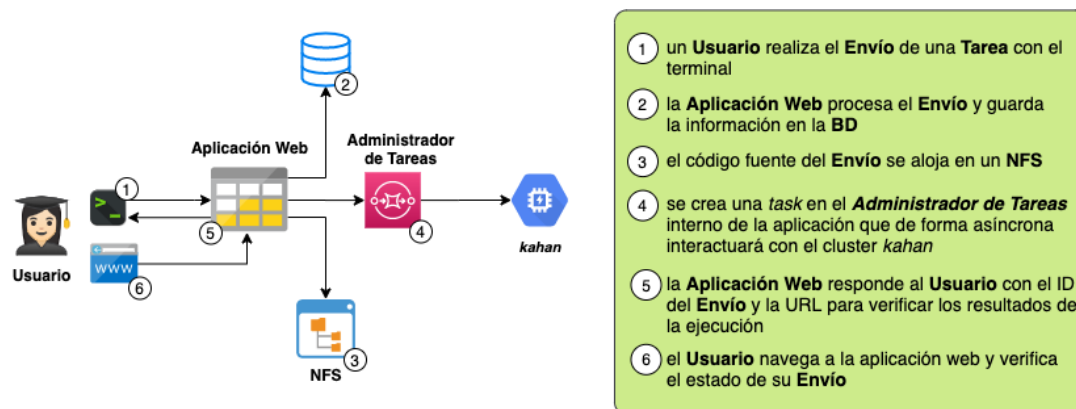 Aplicación Web
Administrador
de Tareas
kahan
Usuario
WWW
NFS
>_
1
2
3
4
5
6
1 un Usuario realiza el Envío de una Tarea con el
terminal
2 la Aplicación Web procesa el Envío y guarda
la información en la BD
3 el código fuente del Envío se aloja en un NFS
4 se crea una task en el Administrador de Tareas
interno de la aplicación que de forma asíncrona
interactuará con el cluster kahan
5 la Aplicación Web responde al Usuario con el ID
del Envío y la URL para verificar los resultados de
la ejecución
6 el Usuario navega a la aplicación web y verifica
el estado de su Envío